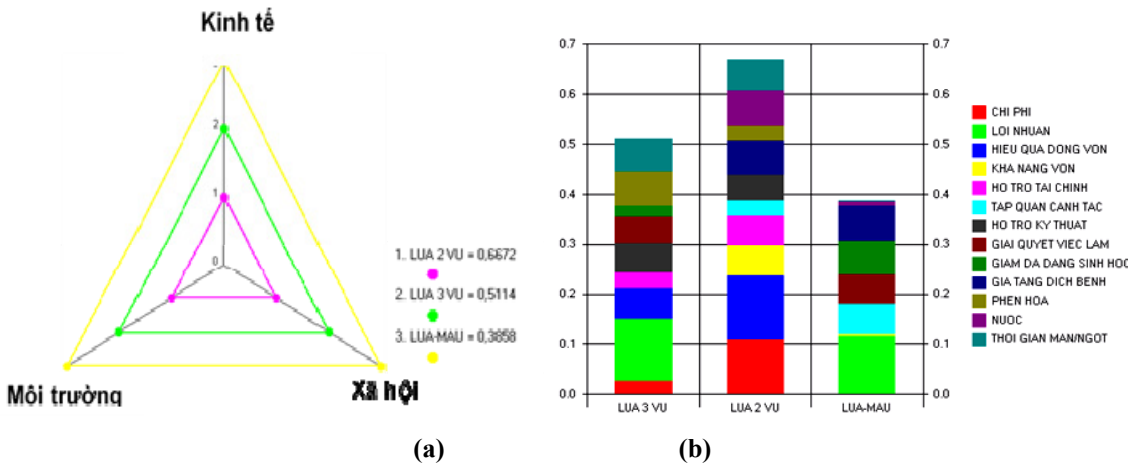 Kinh tế
2
1
0
1. LUA 2 VU = 0,6672
2. LUA 3 VU = 0,5114
3. LUA-MAU = 0,3858
Môi trường
Xã hội
(a)
0.7
0.6
0.5
0.4
0.3
0.2
0.1
0.0
LUA 3 VU
LUA 2 VU
LUA-MAU
0.7
0.6
0.5
0.4
0.3
0.2
0.1
0.0
CHI PHI
LOI NHUAN
HIEU QUA DONG VON
KHA NANG VON
HO TRO TAI CHINH
TAP QUAN CANH TAC
HO TRO KY THUAT
GIAI QUYET VIEC LAM
GIAM DA DANG SINH HOC
GIA TANG DICH BENH
PHEN HOA
NUOC
THOI GIAN MAN/NGOT
(b)